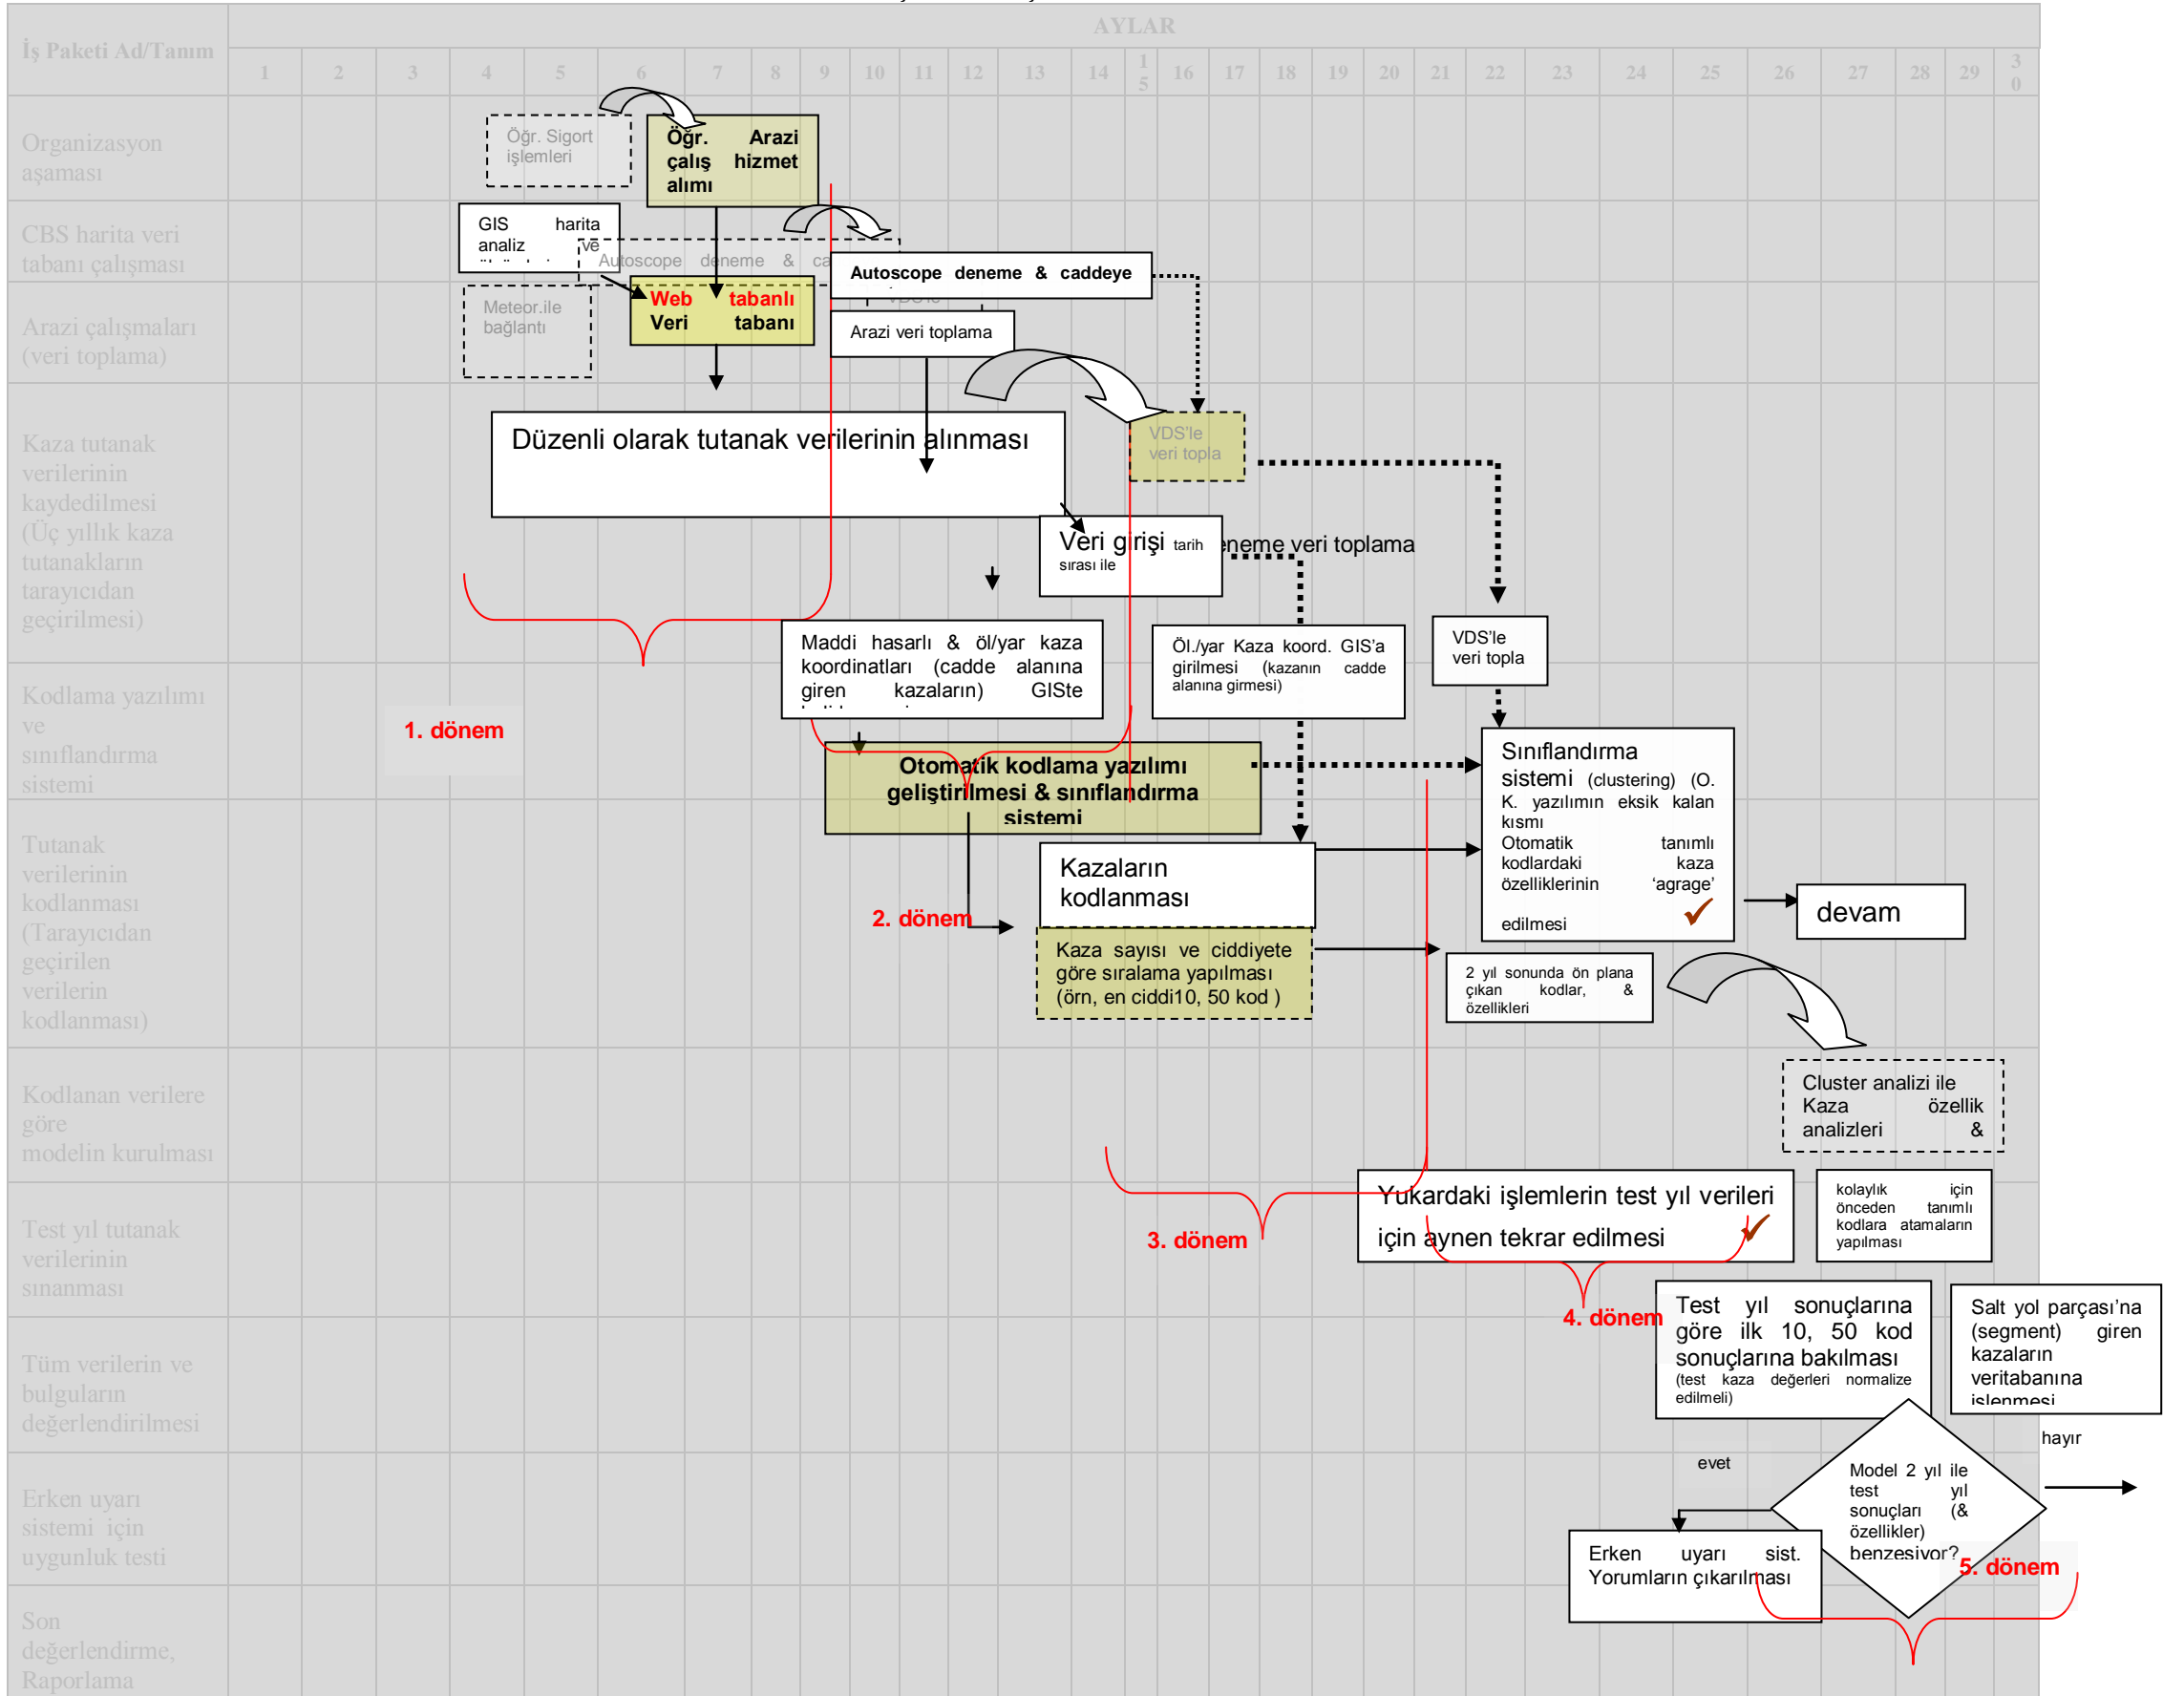 İş Paketi Ad/Tanım
AYLAR
1 2 3 4 5 6 7 8 9 10 11 12 13 14 15 16 17 18 19 20 21 22 23 24 25 26 27 28 29 30
Organizasyon
aşaması
Öğr. Sigort
işlemleri
Öğr. Arazi
çalış hizmet
alımı
CBS harita veri
tabanı çalışması
GIS harita
analiz ve
Autoscope deneme &
Autoscope deneme & caddeye
Arazi çalışmaları
(veri toplama)
Meteor.ile
bağlantı
Web tabanlı
Veri tabanı
VDS'le
Arazi veri toplama
Kaza tutanak
verilerinin
kaydedilmesi
(Üç yıllık kaza
tutanakların
tarayıcıdan
geçirilmesi)
Düzenli olarak tutanak verilerinin alınması
VDS'le
veri topla
Veri girişi tarih
sırası ile
eneme veri toplama
Maddi hasarlı & öl/yar kaza
koordinatları (cadde alanına
giren kazaların) GISte
Öl./yar Kaza koord. GIS'a
girilmesi (kazanın cadde
alanına girmesi)
VDS'le
veri topla
Kodlama yazılımı
ve
sınıflandırma
sistemi
1. dönem
Otomatik kodlama yazılımı
geliştirilmesi & sınıflandırma
sistemi
Sınıflandırma
sistemi (clustering) (O.
K. yazılımın eksik kalan
kısmı
Otomatik tanımlı
kodlardaki kaza
özelliklerinin 'agrage'
edilmesi
Tutanak
verilerinin
kodlanması
(Tarayıcıdan
geçirilen
verilerin
kodlanması)
Kazaların
kodlanması
2. dönem
devam
Kaza sayısı ve ciddiyete
göre sıralama yapılması
(örn, en ciddi10, 50 kod )
2 yıl sonunda ön plana
çıkan kodlar, &
özellikleri
Kodlanan verilere
göre
modelin kurulması
Cluster analizi ile
Kaza özellik
analizleri &
Test yıl tutanak
verilerinin
sınanması
Yukardaki işlemlerin test yıl verileri
için aynen tekrar edilmesi
3. dönem
kolaylık için
önceden tanımlı
kodlara atamaların
yapılması
Tüm verilerin ve
bulguların
değerlendirilmesi
4. dönem
Test yıl sonuçlarına
göre ilk 10, 50 kod
sonuçlarına bakılması
(test kaza değerleri normalize
edilmeli)
Salt yol parçası'na
(segment) giren
kazaların
veritabanına
işlenmesi
Erken uyarı
sistemi için
uygunluk testi
evet
hayır
Model 2 yıl ile
test yıl
sonuçları (&
özellikler)
benzeşiyor?
Erken uyarı sist.
Yorumların çıkarılması
5. dönem
Son
değerlendirme,
Raporlama